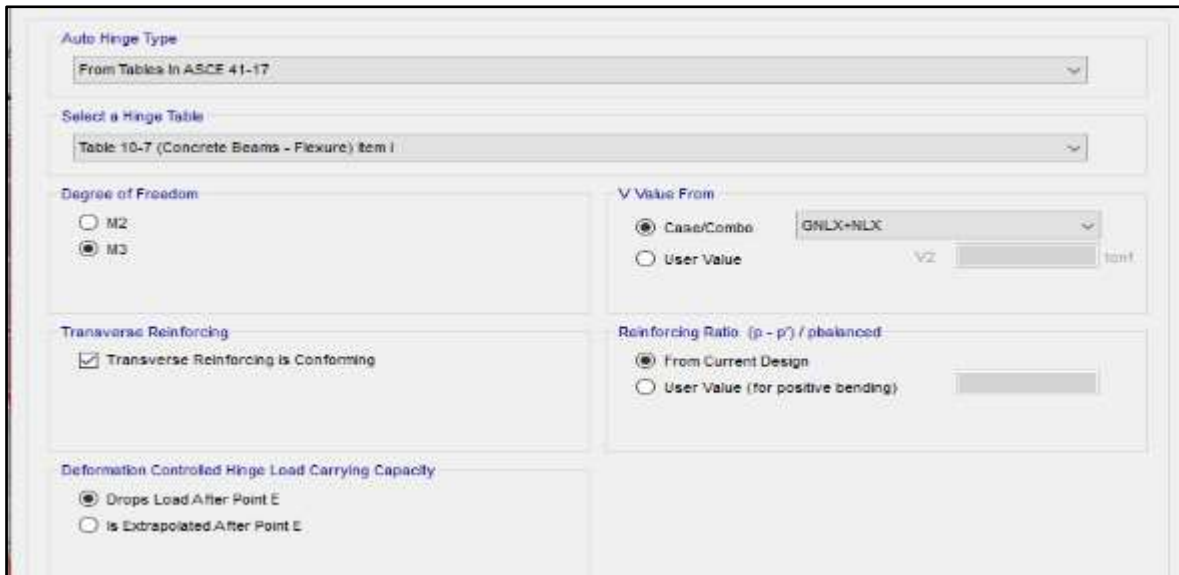 Auto Hinge Type
From Tables In ASCE 41-17
Select a Hinge Table
Table 10-7 (Concrete Beams - Flexure) Item i
Degree of Freedom
M2
M3
V Value From
Case/Combo GNLX+NLX
User Value V2 tonf
Transverse Reinforcing
Transverse Reinforcing is Conforming
Reinforcing Ratio (p - p') / pbalanced
From Current Design
User Value (for positive bending)
Deformation Controlled Hinge Load Carrying Capacity
Drops Load After Point E
Is Extrapolated After Point E